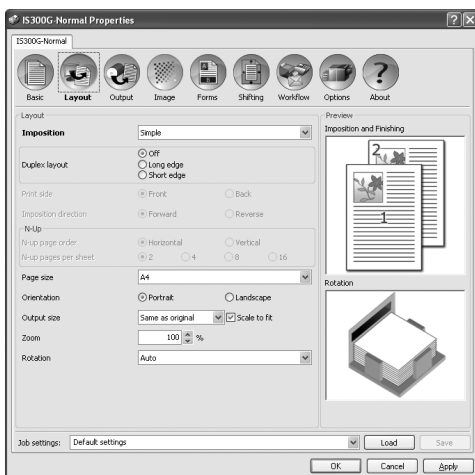 IS300G-Normal Properties
IS300G-Normal
Basic Layout Output Image Forms Shifting Workflow Options About
Layout
Imposition Simple
Duplex layout Off
Long edge
Short edge
Print side Front Back
Imposition direction Forward Reverse
N-Up
N-up page order Horizontal Vertical
N-up pages per sheet 2 4 8 16
Page size A4
Orientation Portrait Landscape
Output size Same as original Scale to fit
Zoom 100 %
Rotation Auto
Preview
Imposition and Finishing
2
1
Rotation
Job settings: Default settings Load Save
OK Cancel Apply